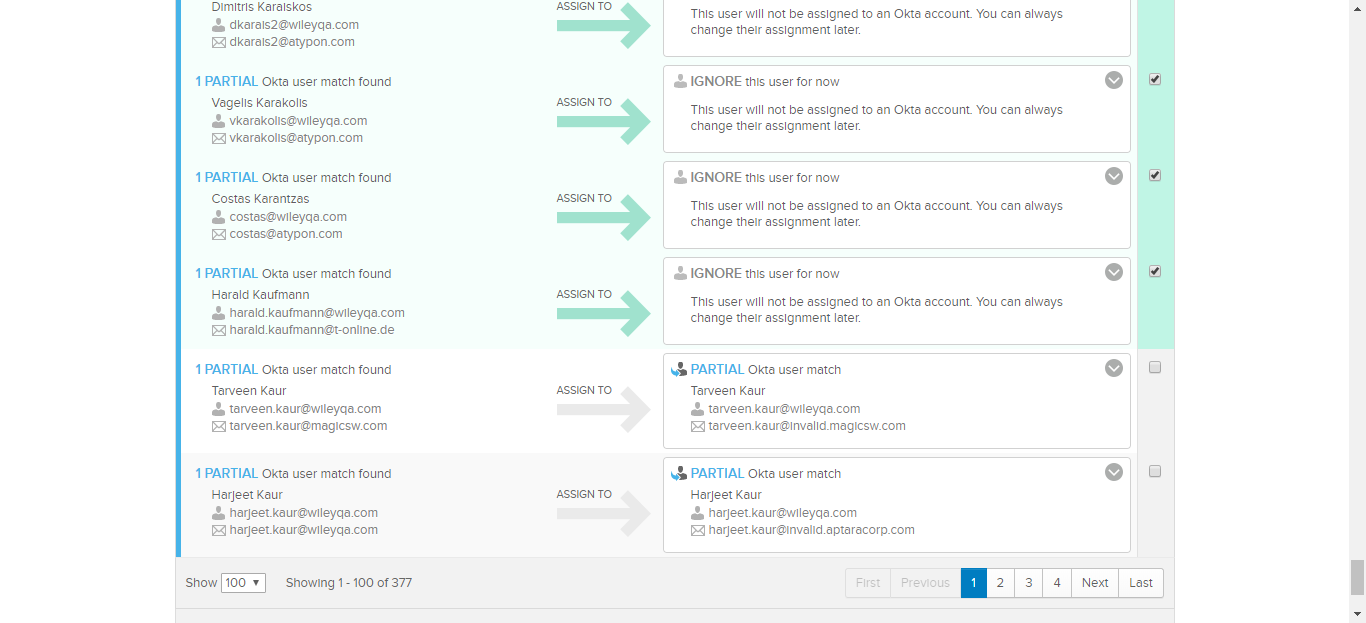 Dimitris Karaiskos
dkarais2@wileyqa.com
dkarais2@atypon.com
ASSIGN TO
This user will not be assigned to an Okta account. You can always
change their assignment later.
1 PARTIAL Okta user match found
Vagelis Karakolis
vkarakolis@wileyqa.com
vkarakolis@atypon.com
ASSIGN TO
IGNORE this user for now
This user will not be assigned to an Okta account. You can always
change their assignment later.
1 PARTIAL Okta user match found
Costas Karantzas
costas@wileyqa.com
costas@atypon.com
ASSIGN TO
IGNORE this user for now
This user will not be assigned to an Okta account. You can always
change their assignment later.
1 PARTIAL Okta user match found
Harald Kaufmann
harald.kaufmann@wileyqa.com
harald.kaufmann@t-online.de
ASSIGN TO
IGNORE this user for now
This user will not be assigned to an Okta account. You can always
change their assignment later.
1 PARTIAL Okta user match found
Tarveen Kaur
tarveen.kaur@wileyqa.com
tarveen.kaur@magicsw.com
ASSIGN TO
PARTIAL Okta user match
Tarveen Kaur
tarveen.kaur@wileyqa.com
tarveen.kaur@invalid.magicsw.com
1 PARTIAL Okta user match found
Harjeet Kaur
harjeet.kaur@wileyqa.com
harjeet.kaur@wileyqa.com
ASSIGN TO
PARTIAL Okta user match
Harjeet Kaur
harjeet.kaur@wileyqa.com
harjeet.kaur@invalid.aptaracorp.com
Show 100 Showing 1 - 100 of 377
First Previous 1 2 3 4 Next Last